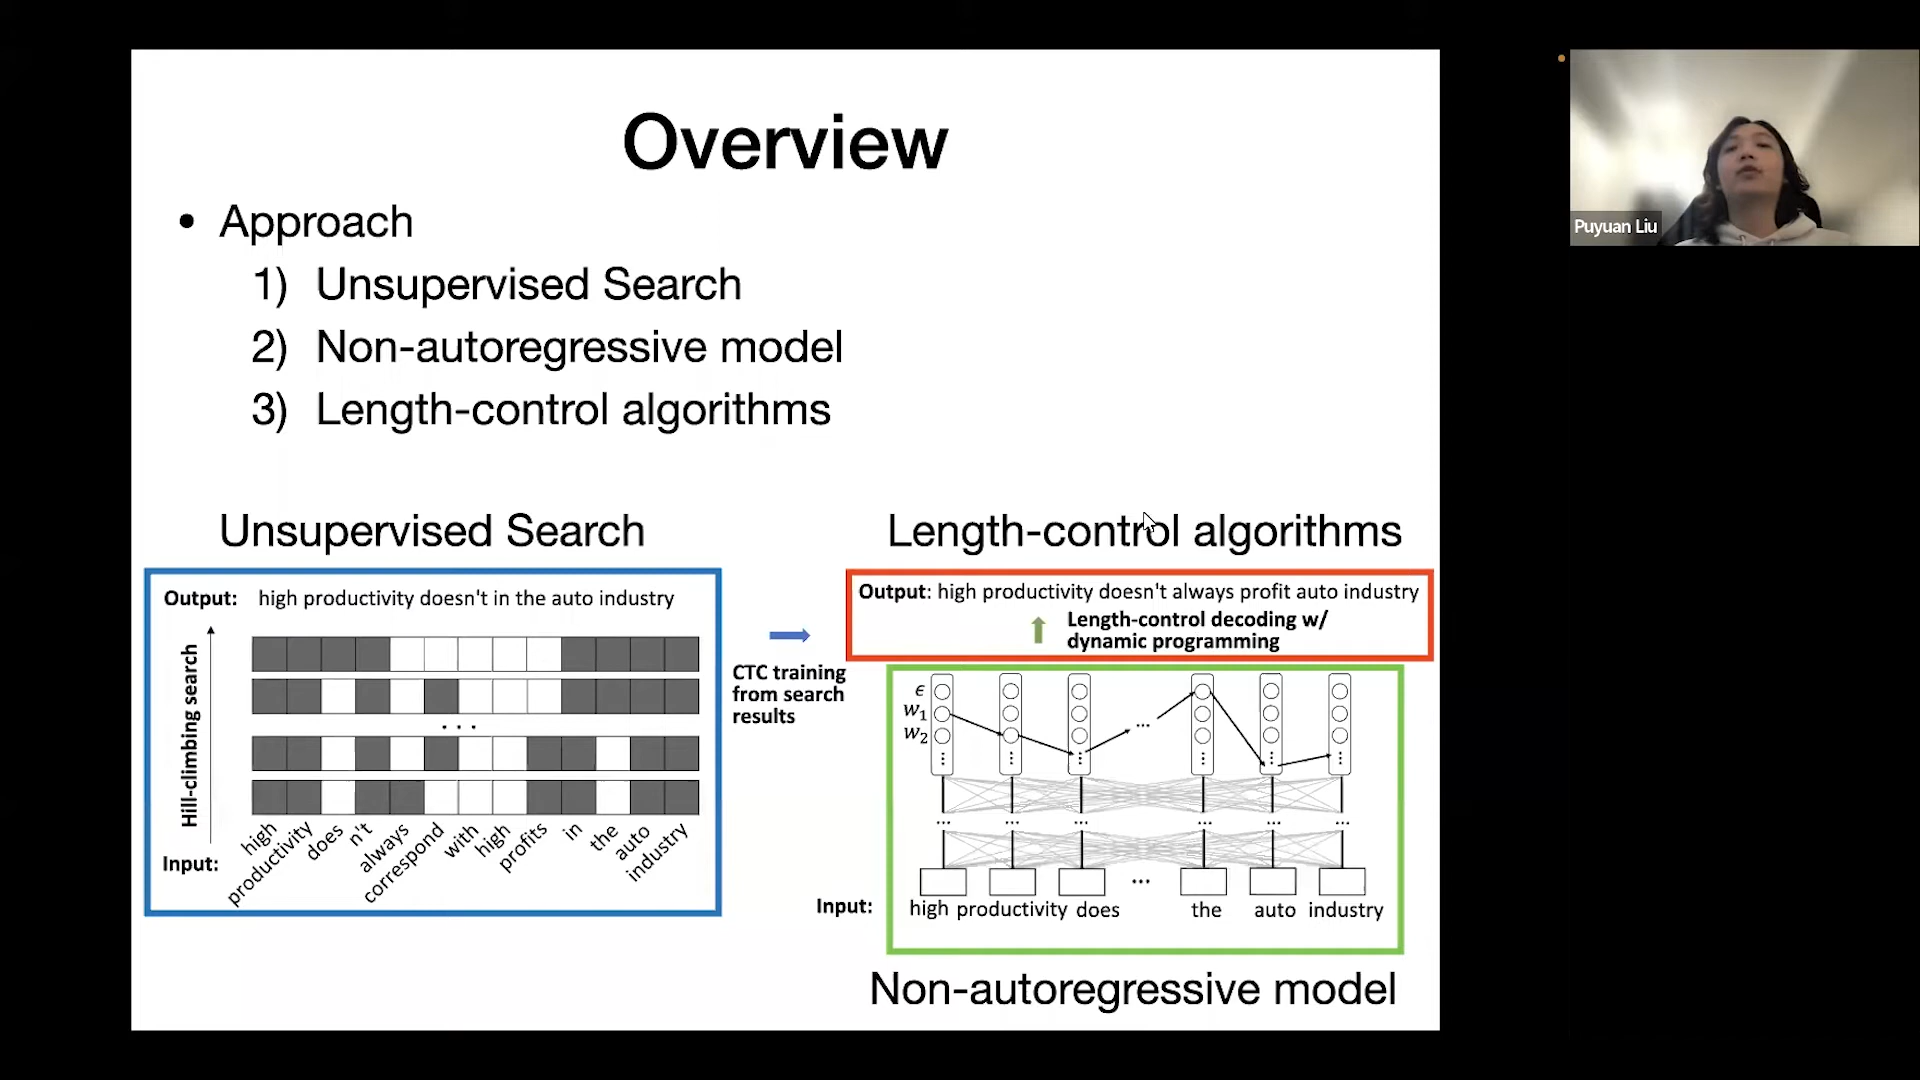 Overview
• Approach
1) Unsupervised Search
2) Non-autoregressive model
3) Length-control algorithms
Unsupervised Search
Output: high productivity doesn't in the auto industry
Hill-climbing search
...
Input:
high productivity does n't always correspond with high profits in the auto industry
CTC training
from search
results
Length-control algorithms
Output: high productivity doesn't always profit auto industry
Length-control decoding w/
dynamic programming
ϵ
w₁
w₂
...
Input: high productivity does ... the auto industry
Non-autoregressive model
Puyuan Liu